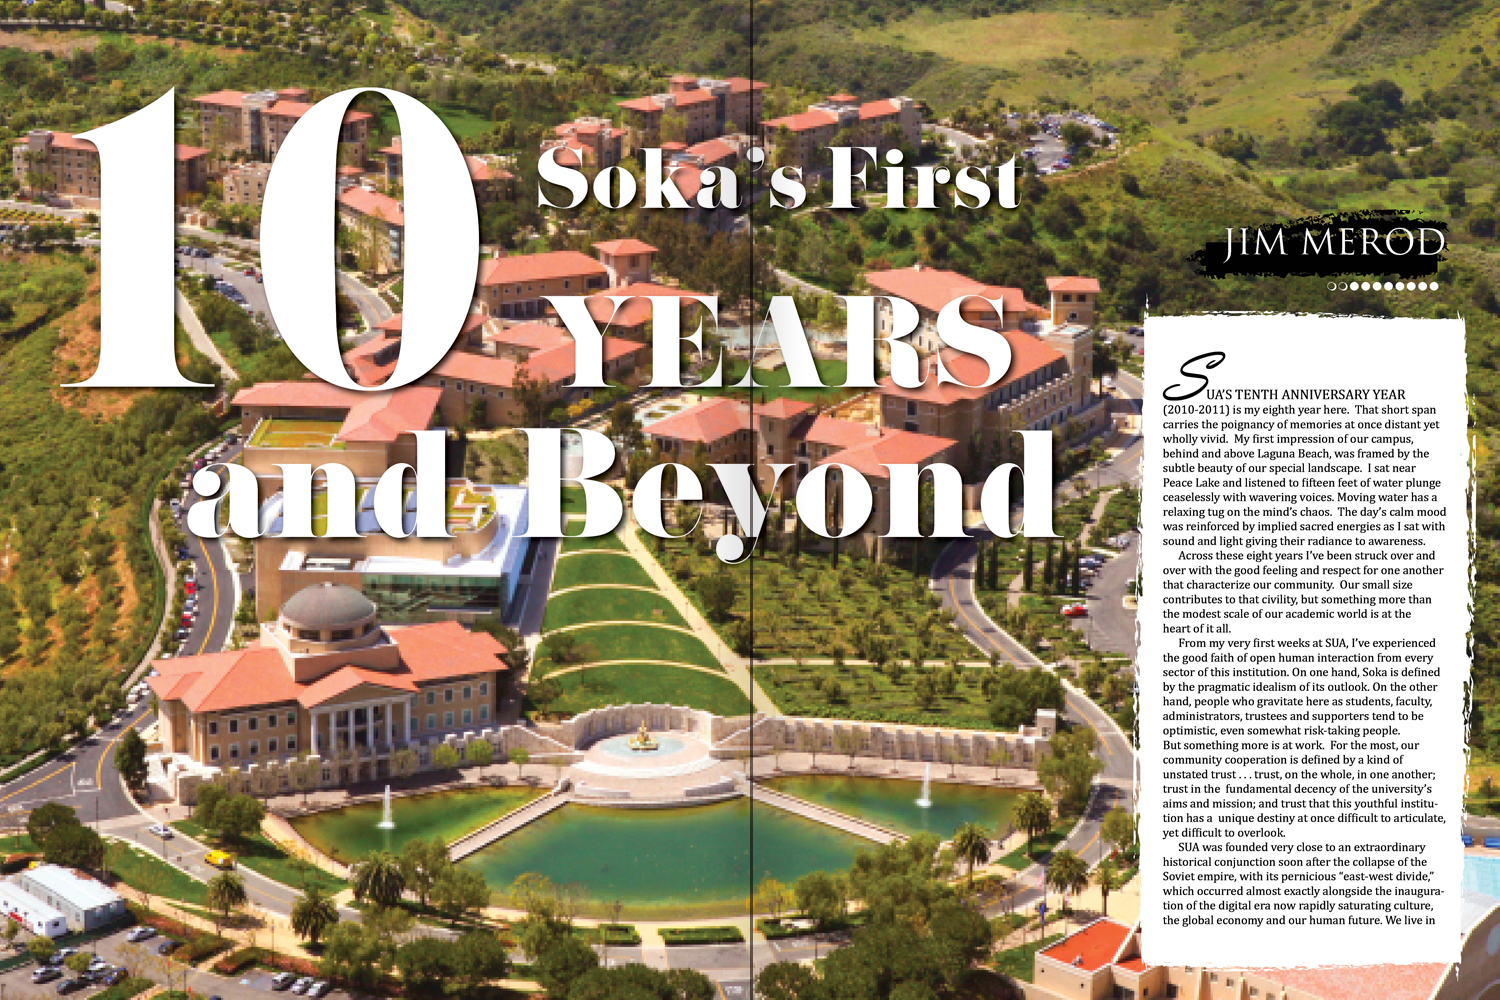 10
Soka's First
YEARS
and Beyond
JIM MEROD
SUA'S TENTH ANNIVERSARY YEAR
(2010-2011) is my eighth year here.  That short span
carries the poignancy of memories at once distant yet
wholly vivid.  My first impression of our campus,
behind and above Laguna Beach, was framed by the
subtle beauty of our special landscape.  I sat near
Peace Lake and listened to fifteen feet of water plunge
ceaselessly with wavering voices. Moving water has a
relaxing tug on the mind's chaos.  The day's calm mood
was reinforced by implied sacred energies as I sat with
sound and light giving their radiance to awareness.
Across these eight years I've been struck over and
over with the good feeling and respect for one another
that characterize our community.  Our small size
contributes to that civility, but something more than
the modest scale of our academic world is at the
heart of it all.
From my very first weeks at SUA, I've experienced
the good faith of open human interaction from every
sector of this institution. On one hand, Soka is defined
by the pragmatic idealism of its outlook. On the other
hand, people who gravitate here as students, faculty,
administrators, trustees and supporters tend to be
optimistic, even somewhat risk-taking people.
But something more is at work.  For the most, our
community cooperation is defined by a kind of
unstated trust . . . trust, on the whole, in one another;
trust in the  fundamental decency of the university's
aims and mission; and trust that this youthful institu-
tion has a  unique destiny at once difficult to articulate,
yet difficult to overlook.
SUA was founded very close to an extraordinary
historical conjunction soon after the collapse of the
Soviet empire, with its pernicious "east-west divide,"
which occurred almost exactly alongside the inaugura-
tion of the digital era now rapidly saturating culture,
the global economy and our human future. We live in